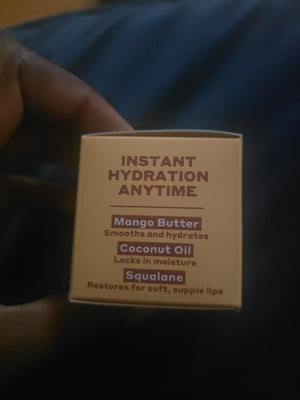 INSTANT
HYDRATION
ANYTIME
Mango Butter
Smooths and hydrates
Coconut Oil
Locks in moisture
Squalane
Restores for soft, supple lips